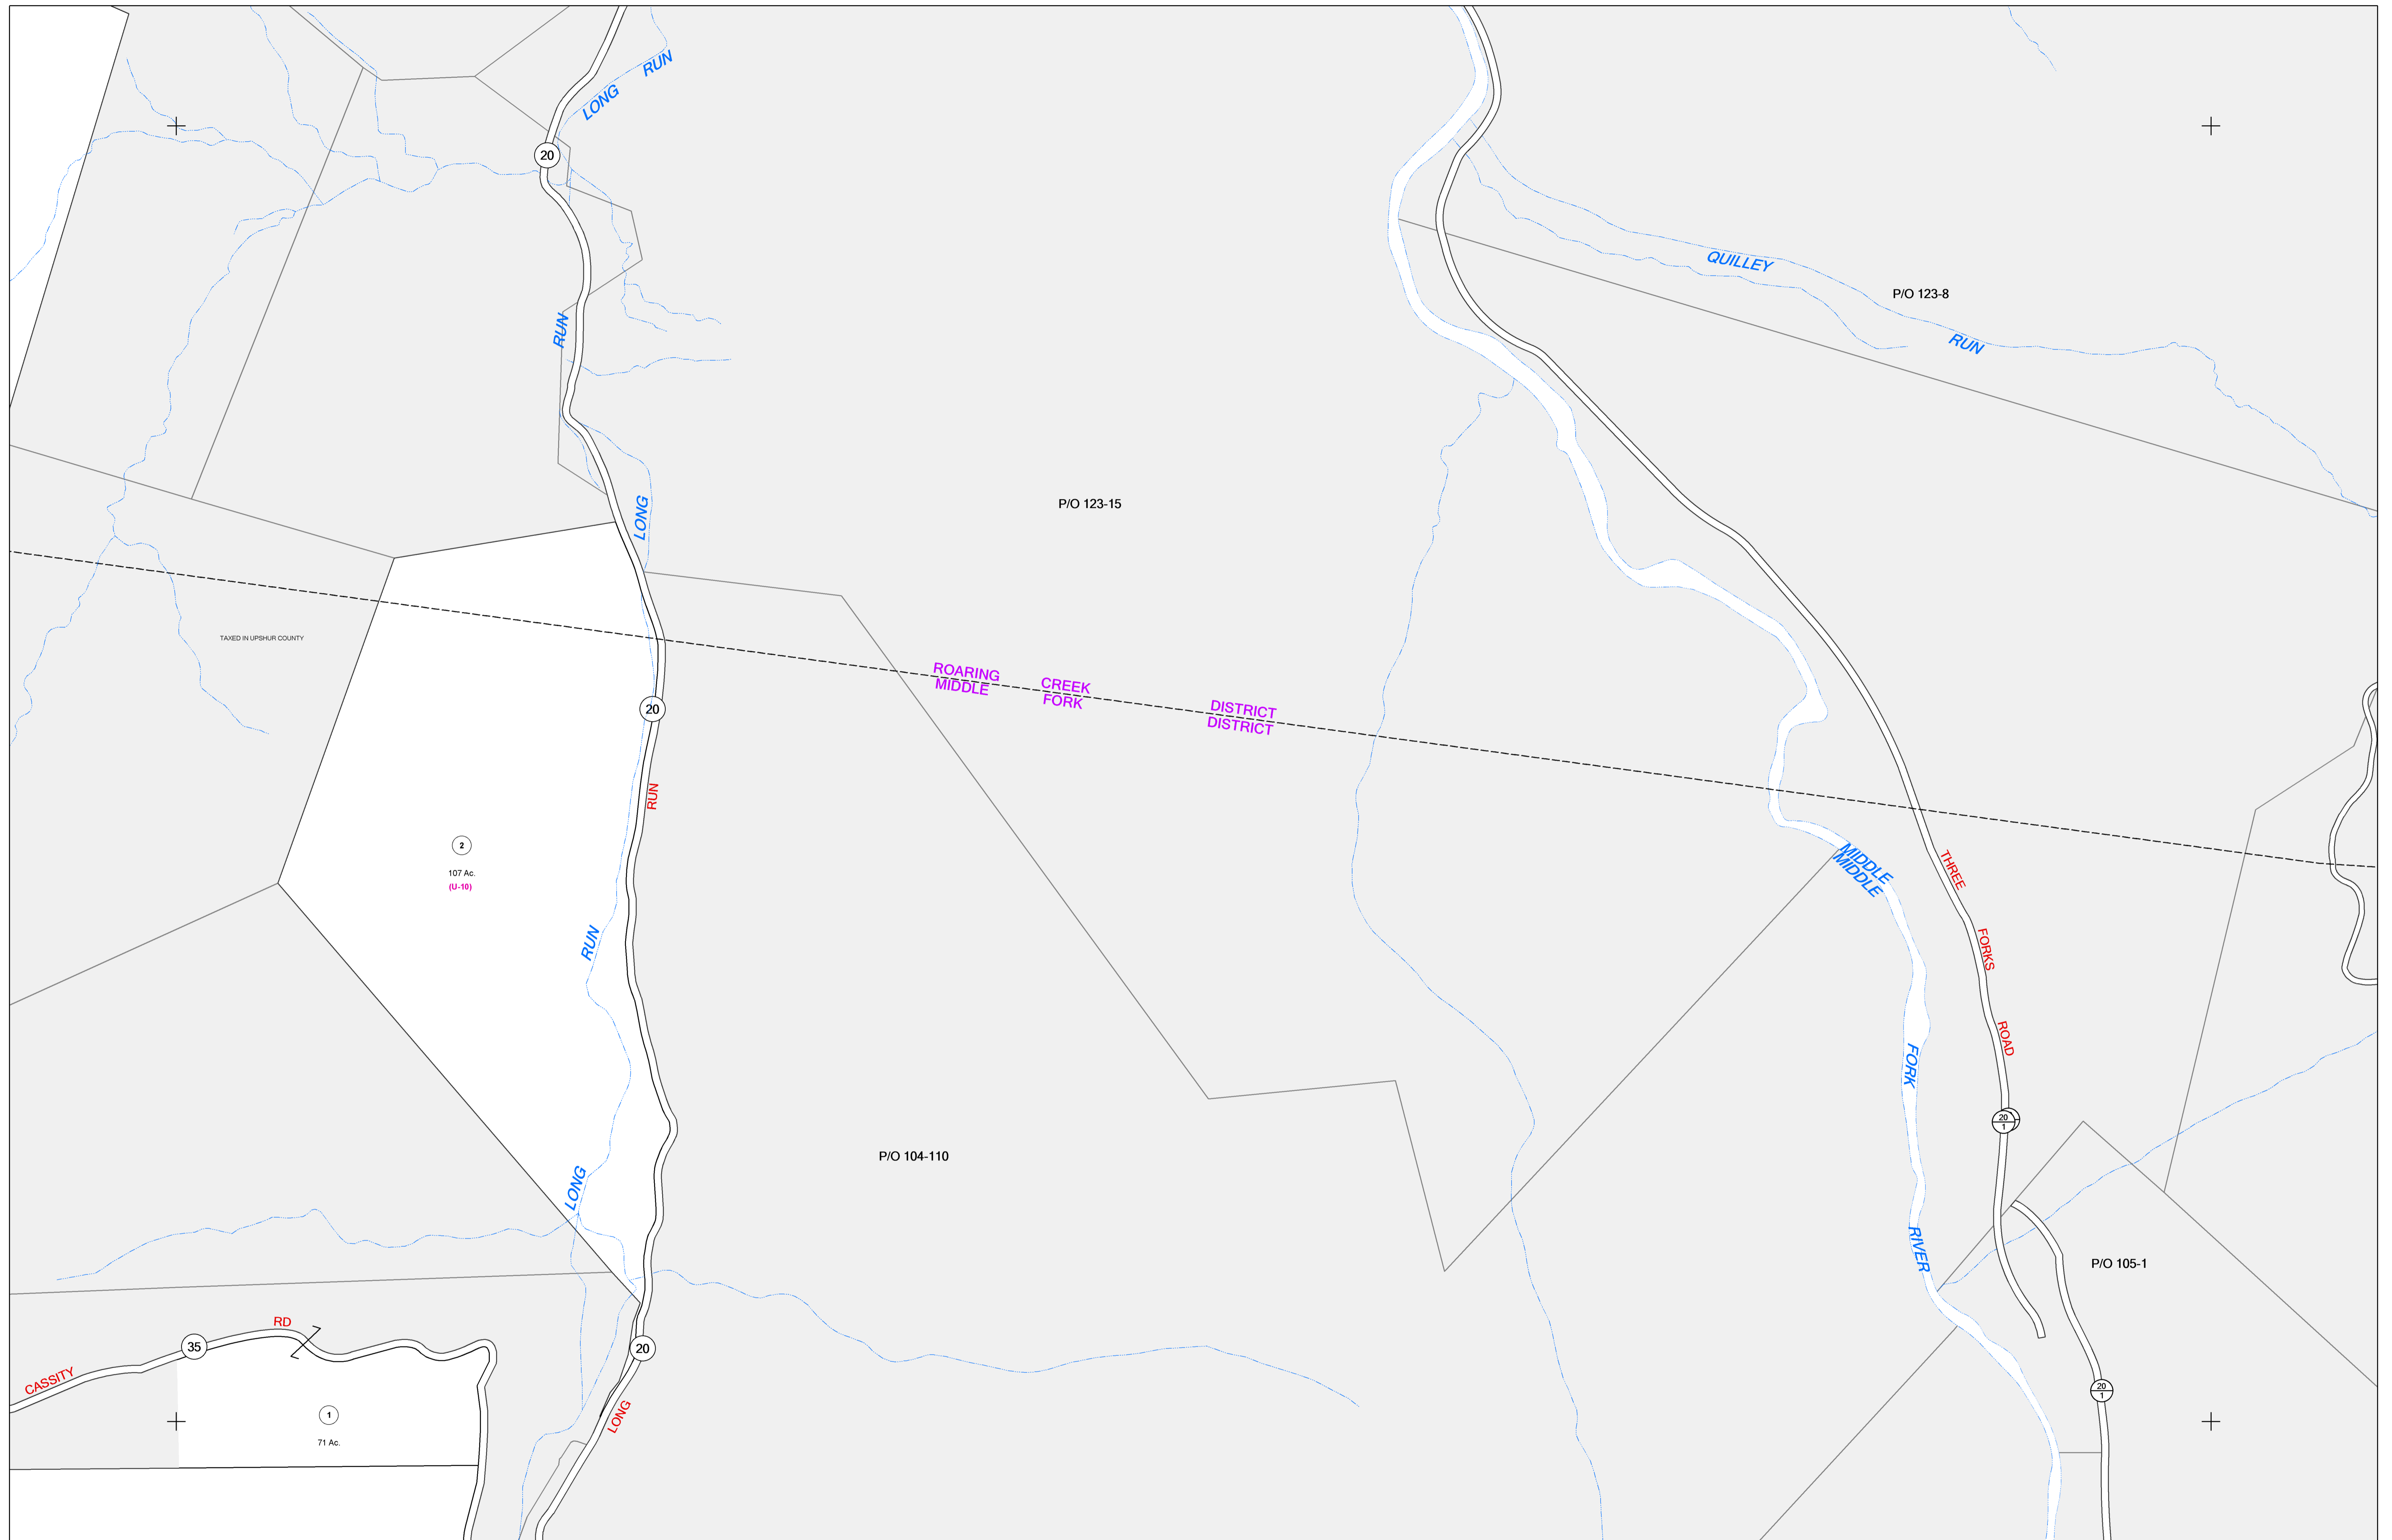 LONG RUN
20
QUILLEY RUN
P/O 123-8
RUN
LONG
P/O 123-15
TAXED IN UPSHUR COUNTY
ROARING CREEK DISTRICT
MIDDLE FORK DISTRICT
20
RUN
2
107 Ac.
(U-10)
MIDDLE
MIDDLE
THREE FORKS ROAD
RUN
LONG
FORK
RIVER
20
1
P/O 104-110
P/O 105-1
CASSITY RD
35
20
LONG
20
1
1
71 Ac.